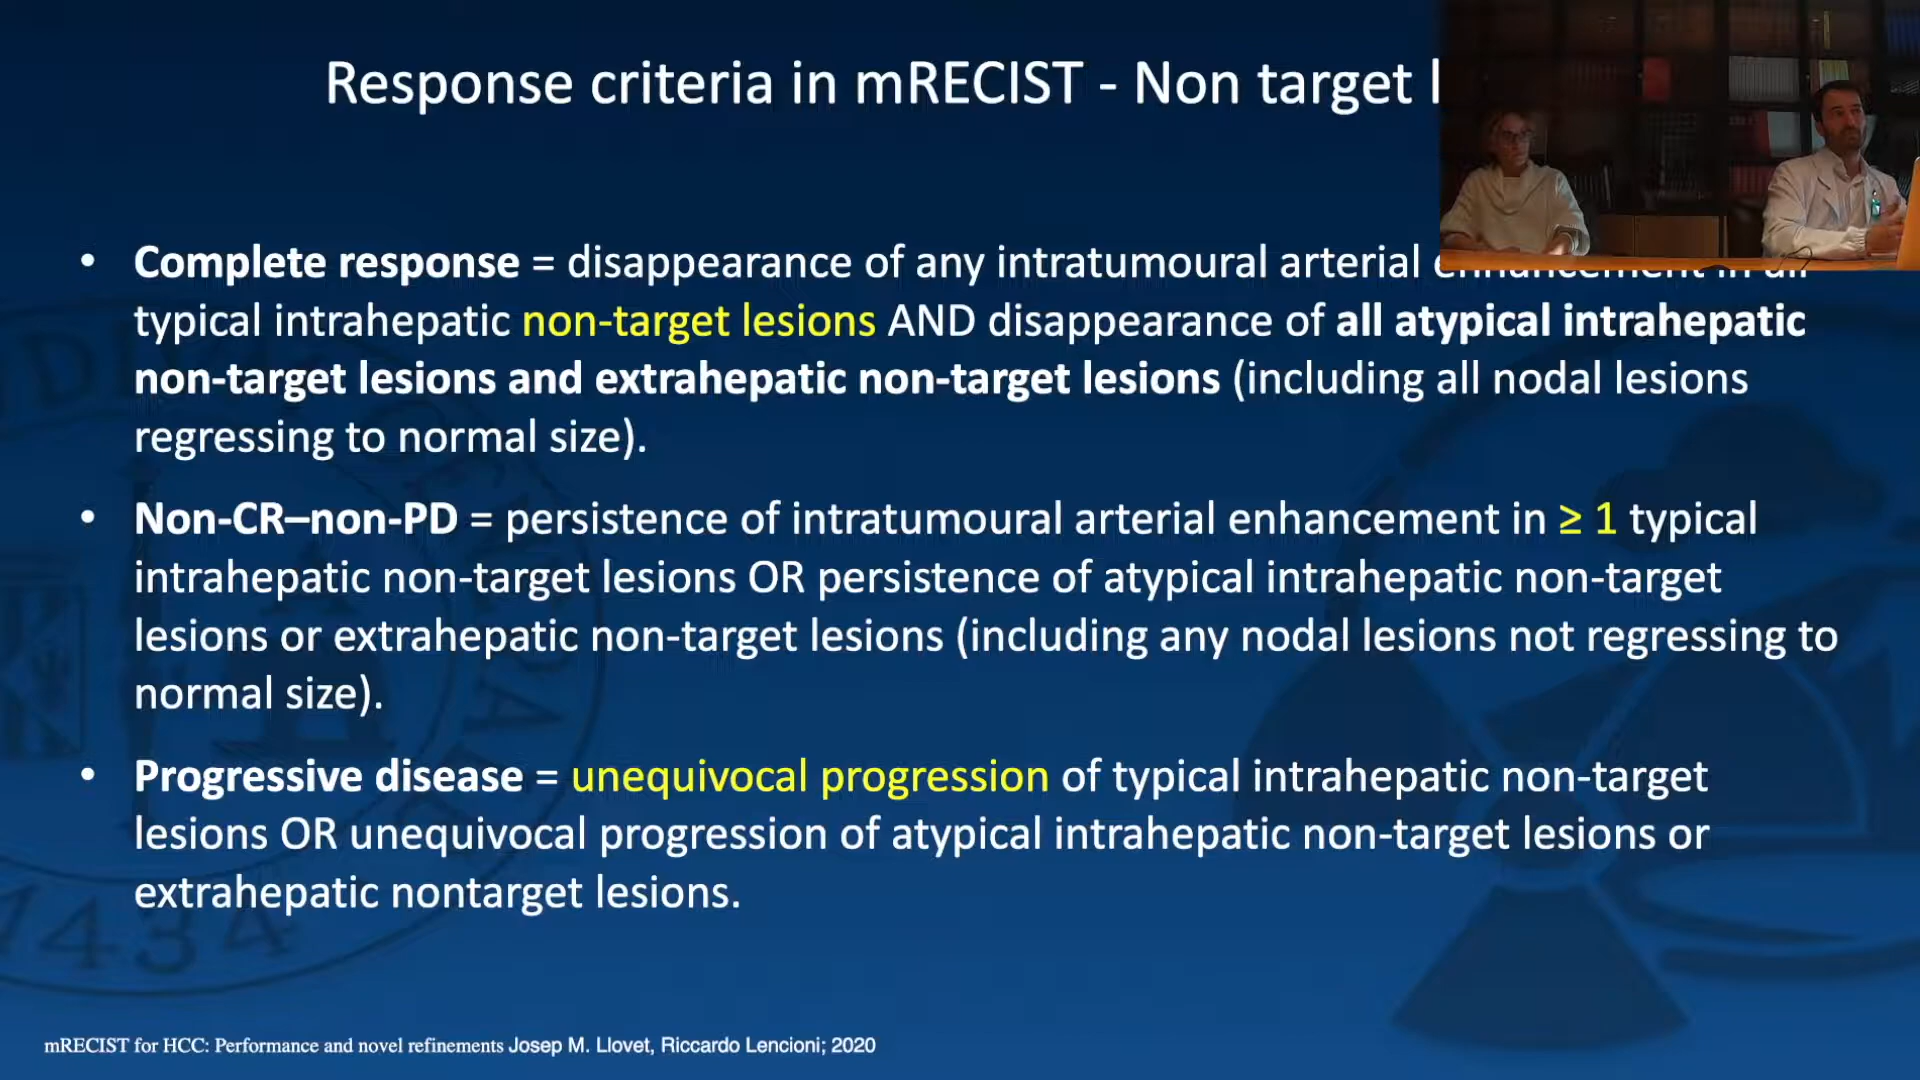 Response criteria in mRECIST - Non target l
• Complete response = disappearance of any intratumoural arterial enhancement in all
typical intrahepatic non-target lesions AND disappearance of all atypical intrahepatic
non-target lesions and extrahepatic non-target lesions (including all nodal lesions
regressing to normal size).
• Non-CR–non-PD = persistence of intratumoural arterial enhancement in ≥ 1 typical
intrahepatic non-target lesions OR persistence of atypical intrahepatic non-target
lesions or extrahepatic non-target lesions (including any nodal lesions not regressing to
normal size).
• Progressive disease = unequivocal progression of typical intrahepatic non-target
lesions OR unequivocal progression of atypical intrahepatic non-target lesions or
extrahepatic nontarget lesions.
1434
mRECIST for HCC: Performance and novel refinements Josep M. Llovet, Riccardo Lencioni; 2020